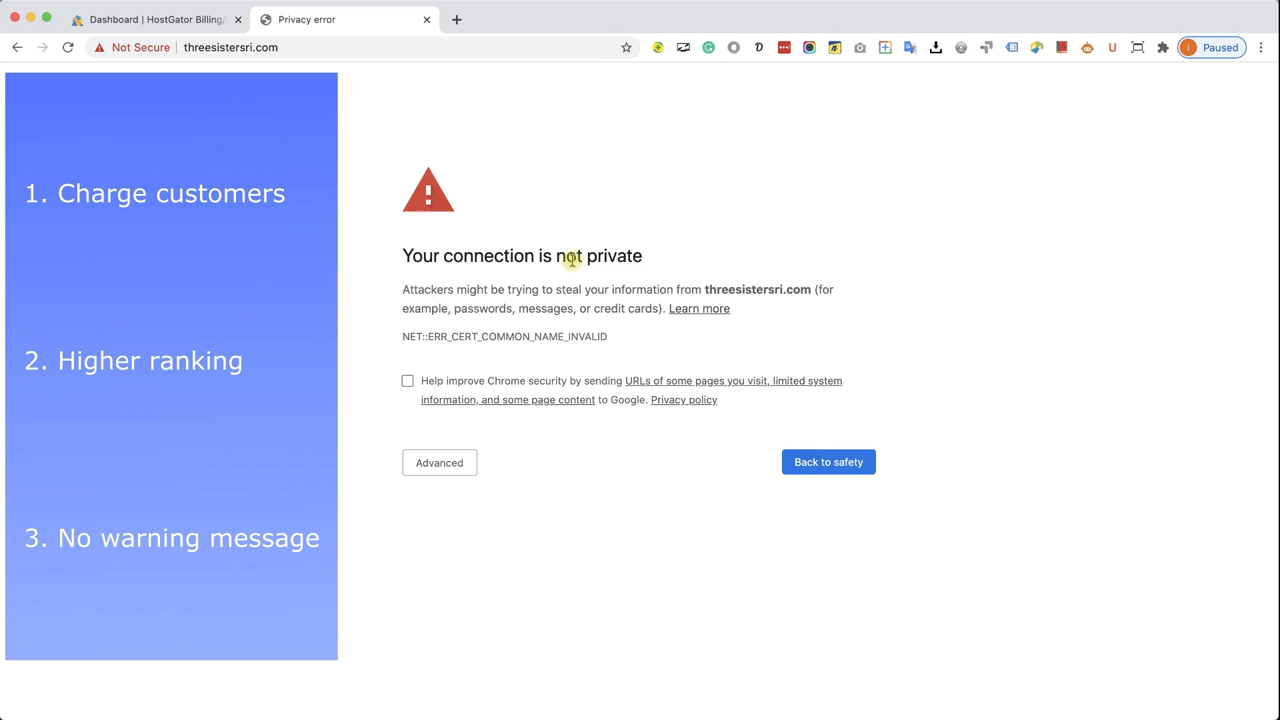 Dashboard | HostGator Billing/
Privacy error
Not Secure
threesistersri.com
Paused
1. Charge customers
2. Higher ranking
3. No warning message
Your connection is not private
Attackers might be trying to steal your information from threesistersri.com (for
example, passwords, messages, or credit cards). Learn more
NET::ERR_CERT_COMMON_NAME_INVALID
Help improve Chrome security by sending URLs of some pages you visit, limited system
information, and some page content to Google. Privacy policy
Advanced
Back to safety